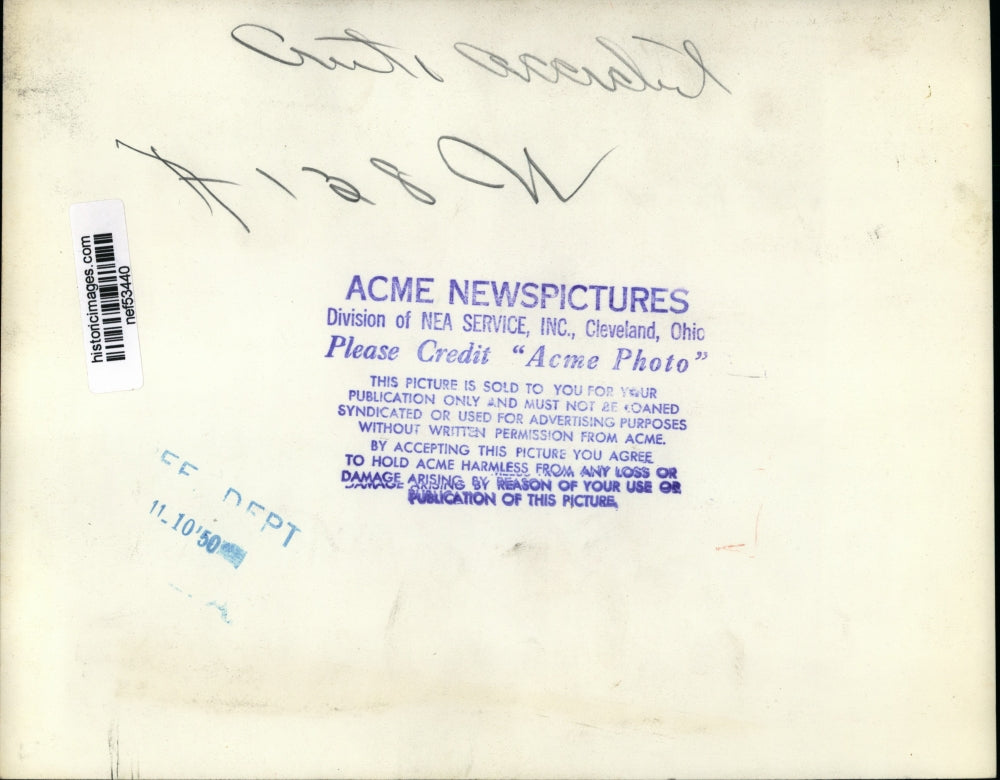 historicimages.com
nef53440
ACME NEWSPICTURES
Division of NEA SERVICE, INC., Cleveland, Ohio
Please Credit "Acme Photo"
THIS PICTURE IS SOLD TO YOU FOR YOUR
PUBLICATION ONLY AND MUST NOT BE LOANED
SYNDICATED OR USED FOR ADVERTISING PURPOSES
WITHOUT WRITTEN PERMISSION FROM ACME.
BY ACCEPTING THIS PICTURE YOU AGREE
TO HOLD ACME HARMLESS FROM ANY LOSS OR
DAMAGE ARISING BY REASON OF YOUR USE OR
PUBLICATION OF THIS PICTURE.
EF DEPT
11-10'50